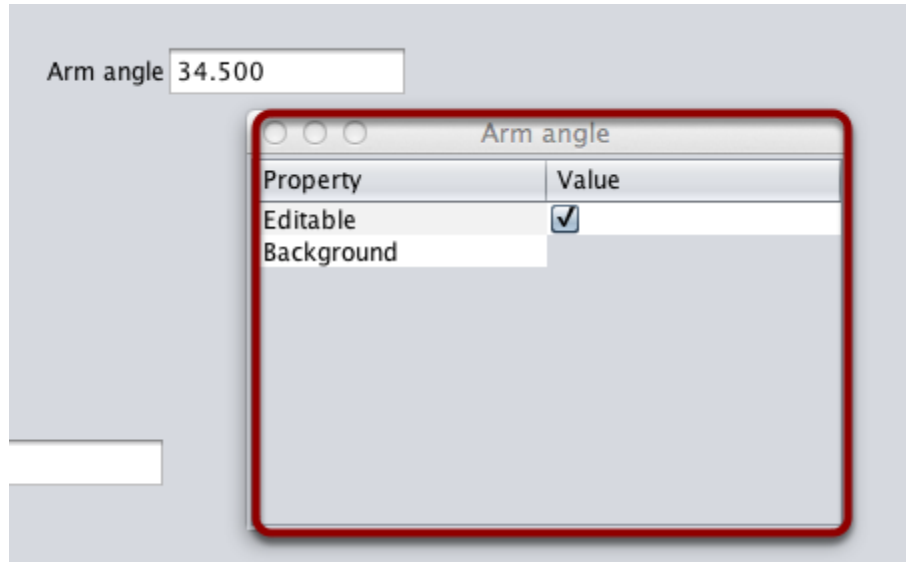 Arm angle 34.500
Arm angle
Property Value
Editable
Background